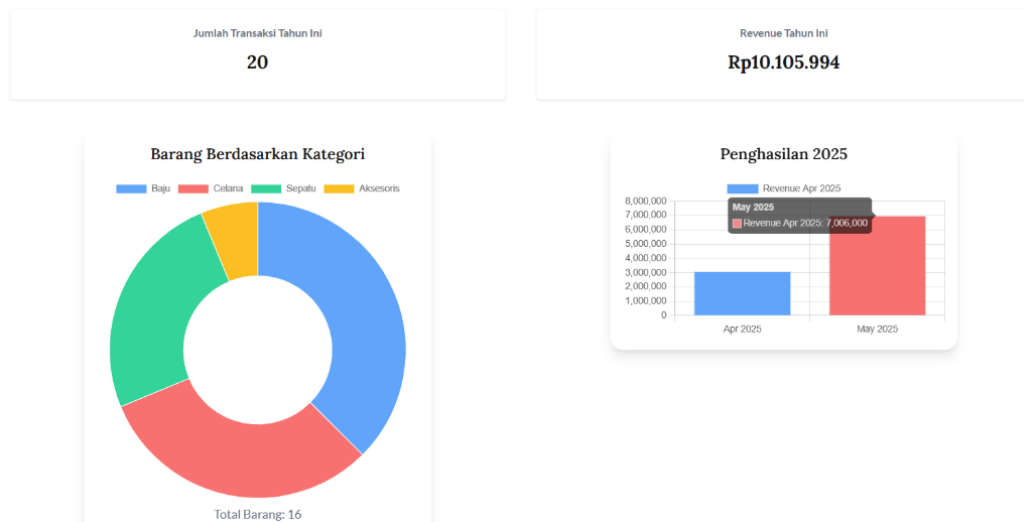 Jumlah Transaksi Tahun Ini
20
Revenue Tahun Ini
Rp10.105.994
Barang Berdasarkan Kategori
Baju Celana Sepatu Aksesoris
Total Barang: 16
Penghasilan 2025
Revenue Apr 2025
8,000,000
May 2025
7,000,000
Revenue Apr 2025: 7,006,000
6,000,000
5,000,000
4,000,000
3,000,000
2,000,000
1,000,000
0
Apr 2025 May 2025